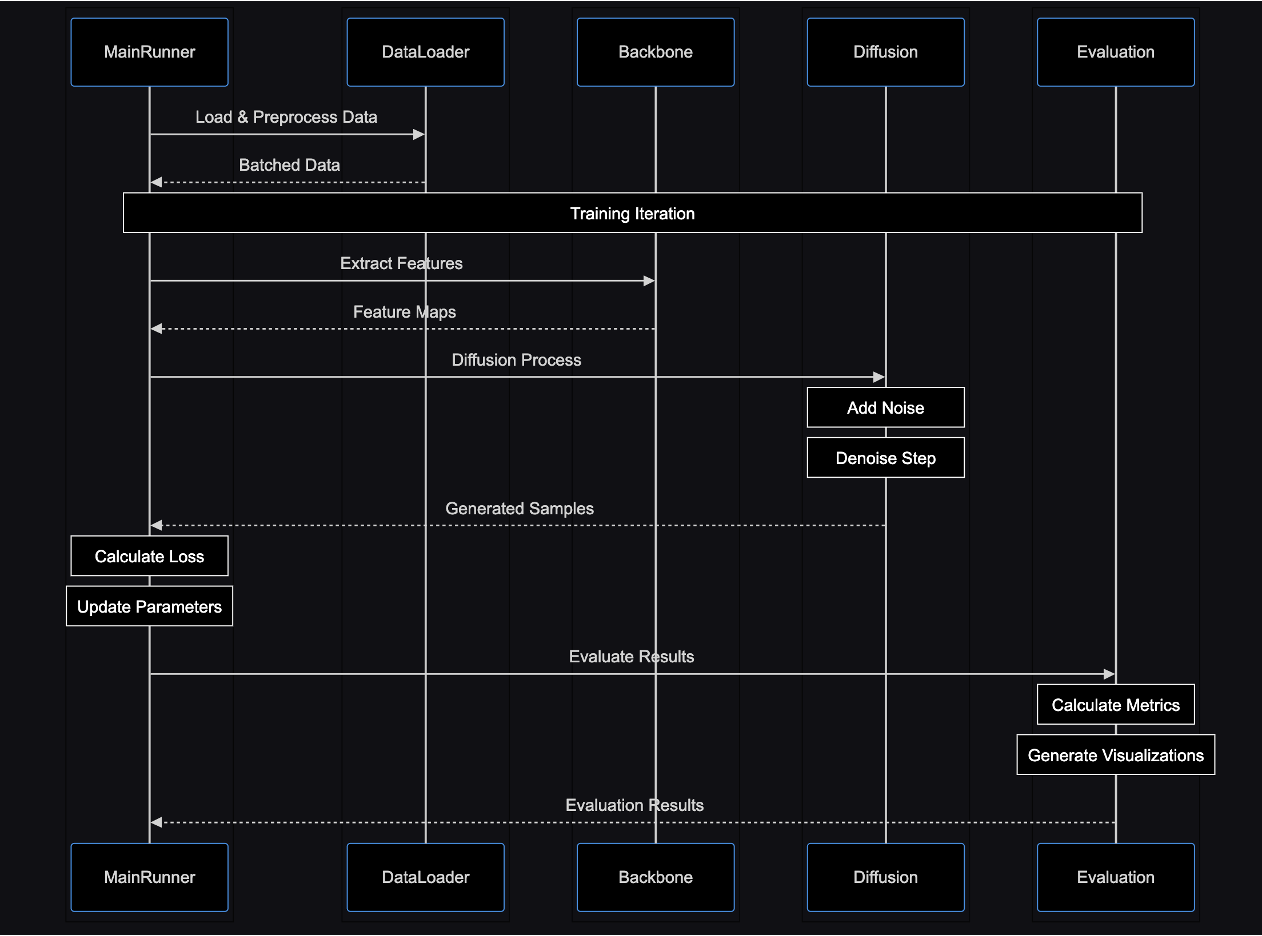 MainRunner
DataLoader
Backbone
Diffusion
Evaluation
Load & Preprocess Data
Batched Data
Training Iteration
Extract Features
Feature Maps
Diffusion Process
Add Noise
Denoise Step
Generated Samples
Calculate Loss
Update Parameters
Evaluate Results
Calculate Metrics
Generate Visualizations
Evaluation Results
MainRunner
DataLoader
Backbone
Diffusion
Evaluation